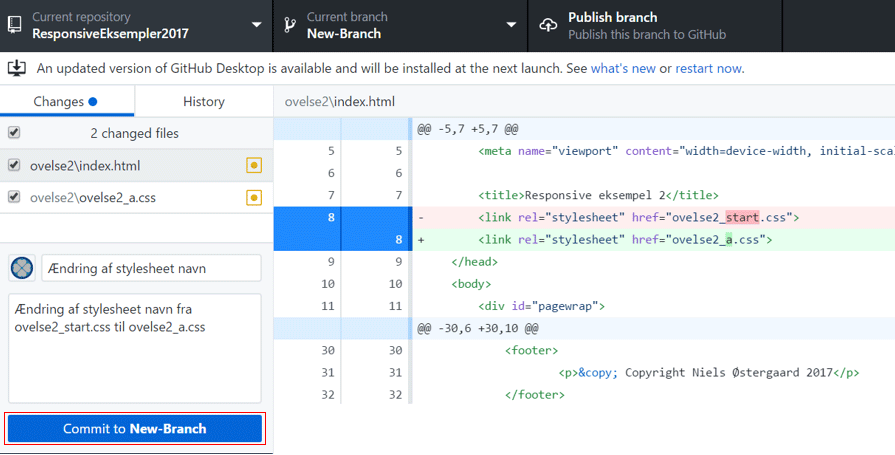 Current repository
ResponsiveEksempler2017
Current branch
New-Branch
Publish branch
Publish this branch to GitHub
An updated version of GitHub Desktop is available and will be installed at the next launch. See what's new or restart now.
Changes
History
2 changed files
ovelse2\index.html
ovelse2\ovelse2_a.css
Ændring af stylesheet navn
Ændring af stylesheet navn fra
ovelse2_start.css til ovelse2_a.css
Commit to New-Branch
ovelse2\index.html
@@ -5,7 +5,7 @@
5 5 <meta name="viewport" content="width=device-width, initial-scal
6 6
7 7 <title>Responsive eksempel 2</title>
8 - <link rel="stylesheet" href="ovelse2_start.css">
8 + <link rel="stylesheet" href="ovelse2_a.css">
9 9 </head>
10 10 <body>
11 11 <div id="pagewrap">
@@ -30,6 +30,10 @@
30 30 <footer>
31 31 <p>&copy; Copyright Niels Østergaard 2017</p>
32 32 </footer>